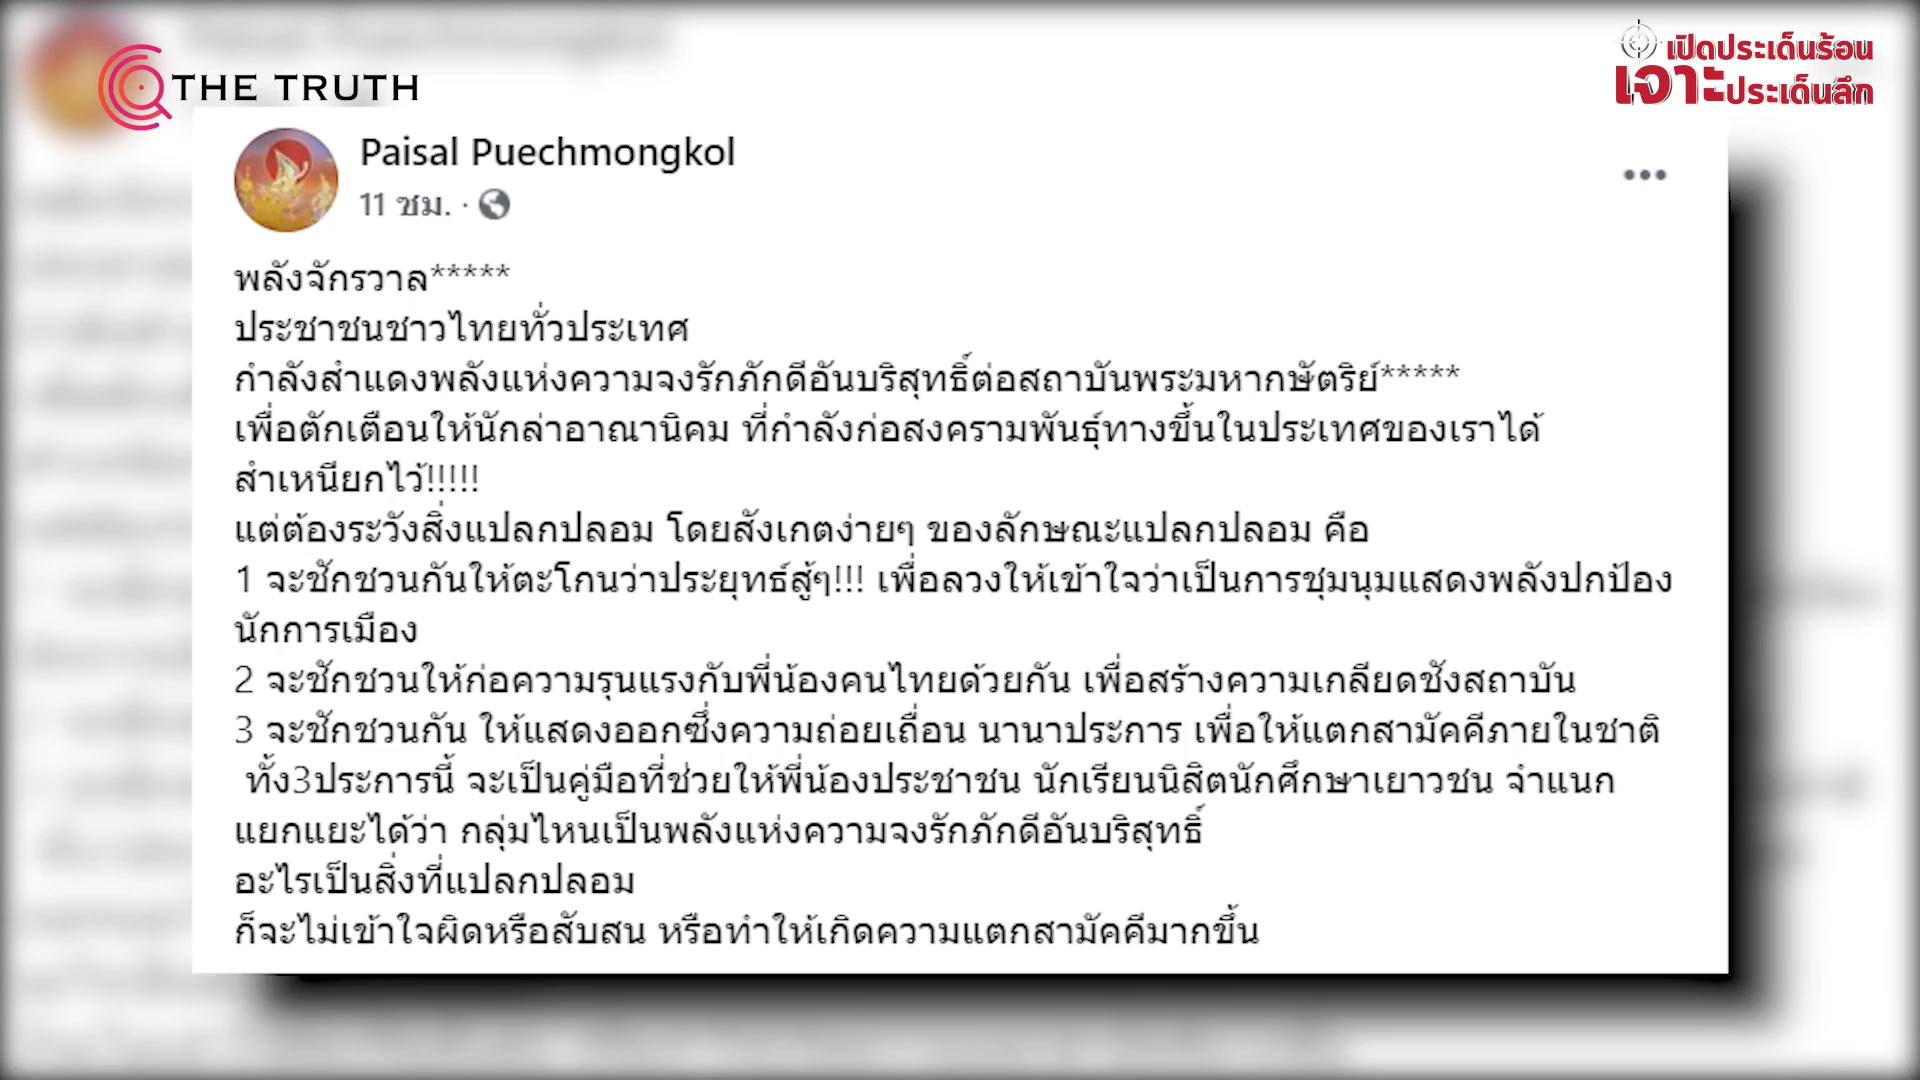 THE TRUTH
เปิดประเด็นร้อน
เจาะประเด็นลึก
Paisal Puechmongkol
11 ชม. ·
พลังจักรวาล*****
ประชาชนชาวไทยทั่วประเทศ
กำลังสำแดงพลังแห่งความจงรักภักดีอันบริสุทธิ์ต่อสถาบันพระมหากษัตริย์*****
เพื่อตักเตือนให้นักล่าอาณานิคม ที่กำลังก่อสงครามพันธุ์ทางขึ้นในประเทศของเราได้
สำเหนียกไว้!!!!!
แต่ต้องระวังสิ่งแปลกปลอม โดยสังเกตง่ายๆ ของลักษณะแปลกปลอม คือ
1 จะชักชวนกันให้ตะโกนว่าประยุทธ์สู้ๆ!!! เพื่อลวงให้เข้าใจว่าเป็นการชุมนุมแสดงพลังปกป้อง
นักการเมือง
2 จะชักชวนให้ก่อความรุนแรงกับพี่น้องคนไทยด้วยกัน เพื่อสร้างความเกลียดชังสถาบัน
3 จะชักชวนกัน ให้แสดงออกซึ่งความถ่อยเถื่อน นานาประการ เพื่อให้แตกสามัคคีภายในชาติ
ทั้ง3ประการนี้ จะเป็นคู่มือที่ช่วยให้พี่น้องประชาชน นักเรียนนิสิตนักศึกษาเยาวชน จำแนก
แยกแยะได้ว่า กลุ่มไหนเป็นพลังแห่งความจงรักภักดีอันบริสุทธิ์
อะไรเป็นสิ่งที่แปลกปลอม
ก็จะไม่เข้าใจผิดหรือสับสน หรือทำให้เกิดความแตกสามัคคีมากขึ้น